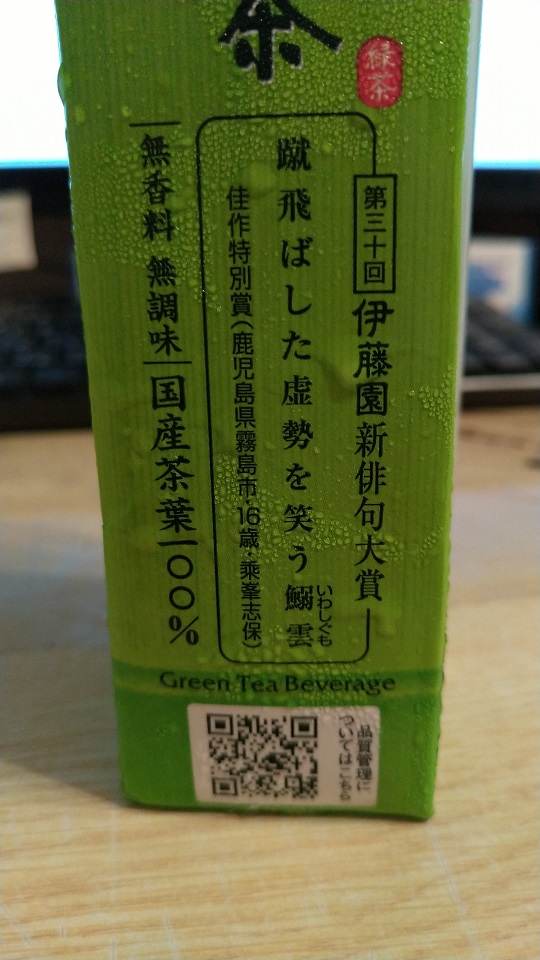 茶
緑茶
第三十回 伊藤園新俳句大賞
蹴飛ばした虚勢を笑う鰯雲
いわしぐも
佳作特別賞(鹿児島県霧島市・16歳・乘峯志保)
無香料 無調味
国産茶葉一〇〇%
Green Tea Beverage
品質管理に
ついてはこちら